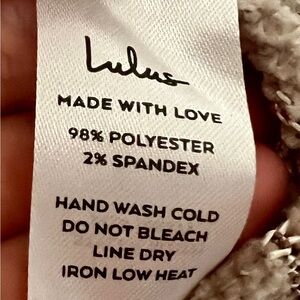 Lulus
MADE WITH LOVE
98% POLYESTER
2% SPANDEX
HAND WASH COLD
DO NOT BLEACH
LINE DRY
IRON LOW HEAT